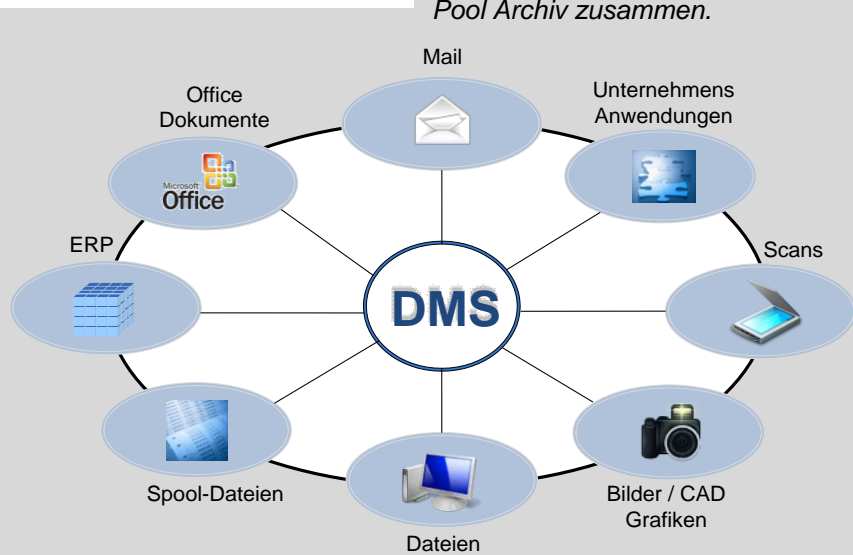 Pool Archiv zusammen.
Mail
Office
Dokumente
Unternehmens
Anwendungen
Microsoft
Office
ERP
Scans
DMS
Spool-Dateien
Bilder / CAD
Grafiken
Dateien